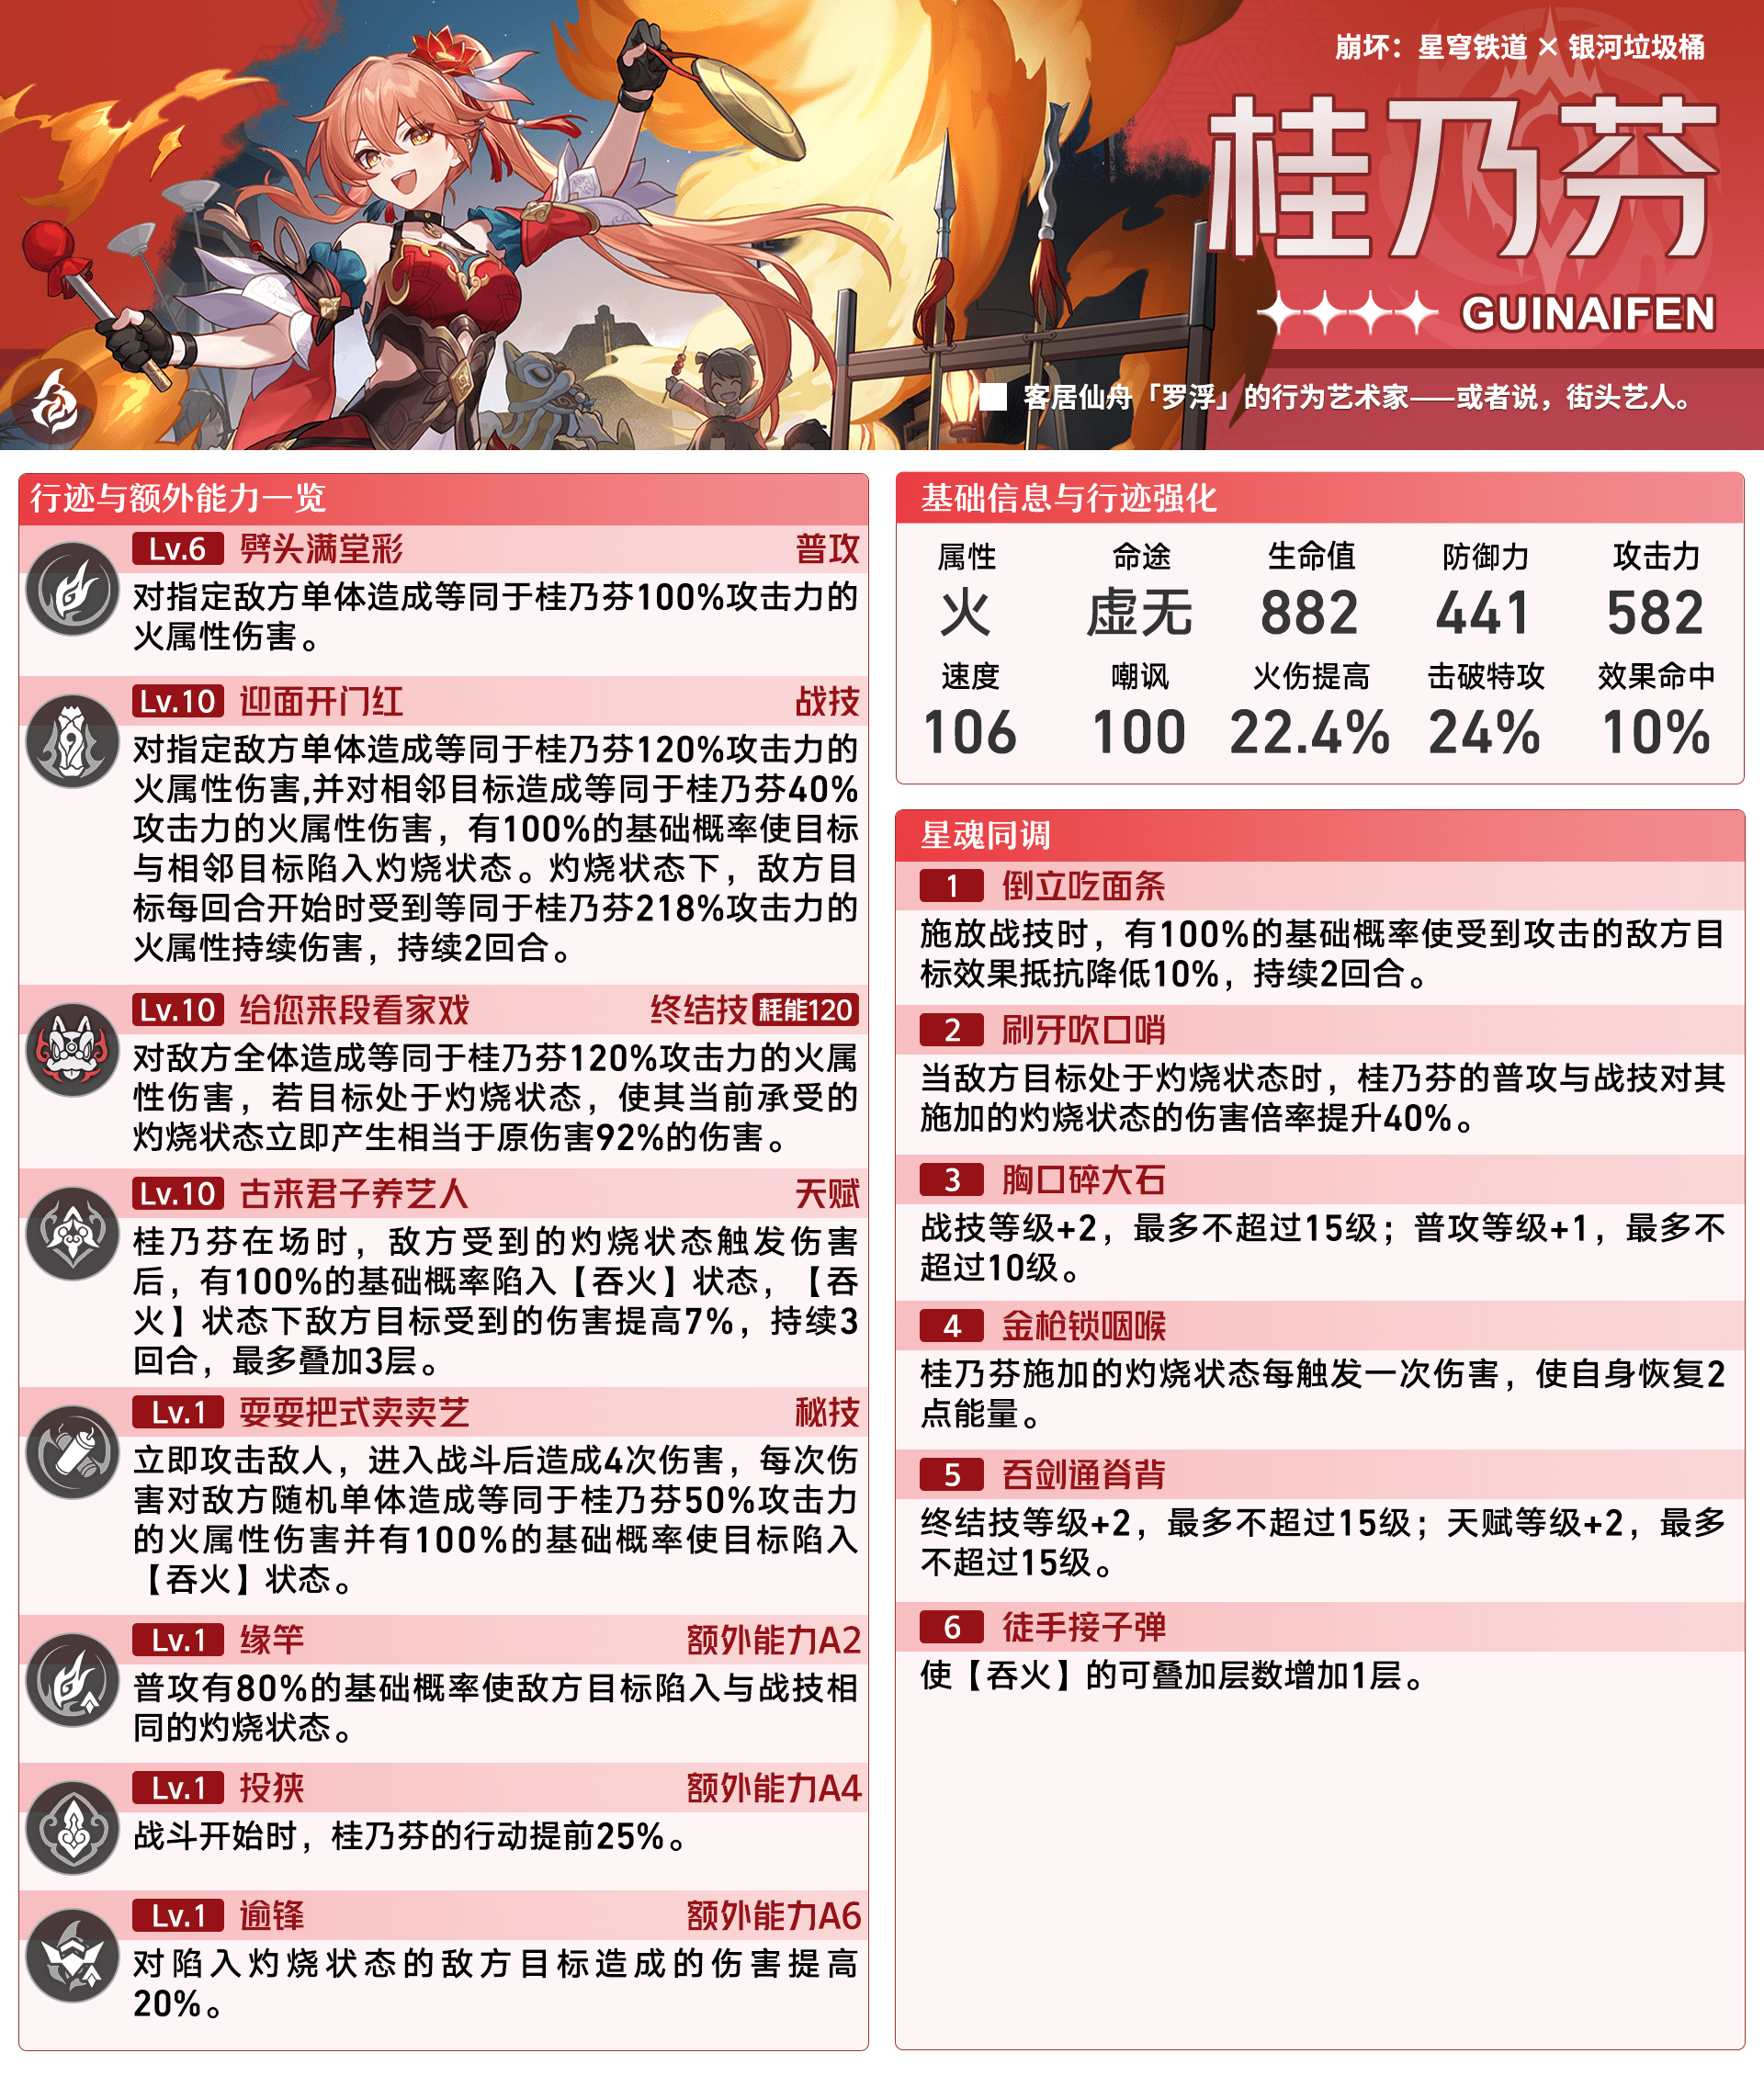 崩坏：星穹铁道 × 银河垃圾桶
桂乃芬
GUINAIFEN
客居仙舟「罗浮」的行为艺术家——或者说，街头艺人。
行迹与额外能力一览
Lv.6 劈头满堂彩 普攻
对指定敌方单体造成等同于桂乃芬100%攻击力的
火属性伤害。
Lv.10 迎面开门红 战技
对指定敌方单体造成等同于桂乃芬120%攻击力的
火属性伤害,并对相邻目标造成等同于桂乃芬40%
攻击力的火属性伤害，有100%的基础概率使目标
与相邻目标陷入灼烧状态。灼烧状态下，敌方目
标每回合开始时受到等同于桂乃芬218%攻击力的
火属性持续伤害，持续2回合。
Lv.10 给您来段看家戏 终结技 耗能120
对敌方全体造成等同于桂乃芬120%攻击力的火属
性伤害，若目标处于灼烧状态，使其当前承受的
灼烧状态立即产生相当于原伤害92%的伤害。
Lv.10 古来君子养艺人 天赋
桂乃芬在场时，敌方受到的灼烧状态触发伤害
后，有100%的基础概率陷入【吞火】状态，【吞
火】状态下敌方目标受到的伤害提高7%，持续3
回合，最多叠加3层。
Lv.1 耍耍把式卖卖艺 秘技
立即攻击敌人，进入战斗后造成4次伤害，每次伤
害对敌方随机单体造成等同于桂乃芬50%攻击力
的火属性伤害并有100%的基础概率使目标陷入
【吞火】状态。
Lv.1 缘竿 额外能力A2
普攻有80%的基础概率使敌方目标陷入与战技相
同的灼烧状态。
Lv.1 投狭 额外能力A4
战斗开始时，桂乃芬的行动提前25%。
Lv.1 逾锋 额外能力A6
对陷入灼烧状态的敌方目标造成的伤害提高
20%。
基础信息与行迹强化
属性 命途 生命值 防御力 攻击力
火 虚无 882 441 582
速度 嘲讽 火伤提高 击破特攻 效果命中
106 100 22.4% 24% 10%
星魂同调
1 倒立吃面条
施放战技时，有100%的基础概率使受到攻击的敌方目
标效果抵抗降低10%，持续2回合。
2 刷牙吹口哨
当敌方目标处于灼烧状态时，桂乃芬的普攻与战技对其
施加的灼烧状态的伤害倍率提升40%。
3 胸口碎大石
战技等级+2，最多不超过15级；普攻等级+1，最多不
超过10级。
4 金枪锁咽喉
桂乃芬施加的灼烧状态每触发一次伤害，使自身恢复2
点能量。
5 吞剑通脊背
终结技等级+2，最多不超过15级；天赋等级+2，最多
不超过15级。
6 徒手接子弹
使【吞火】的可叠加层数增加1层。